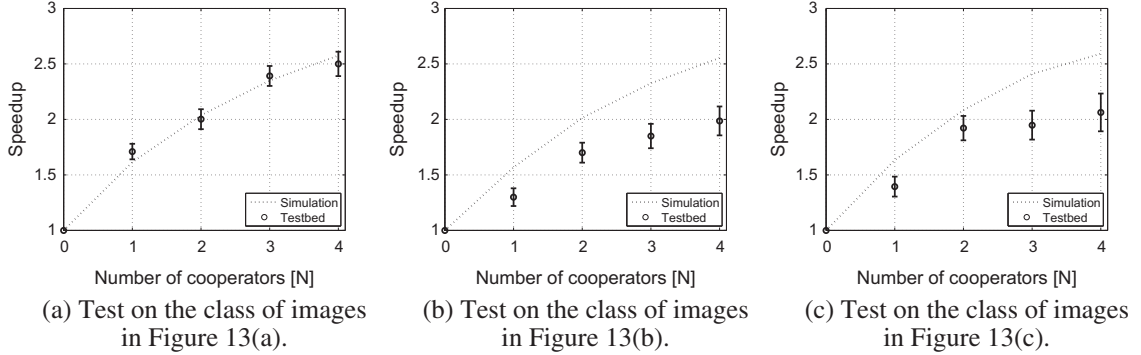 3
2.5
2
1.5
1
Speedup
0
1
2
3
4
Number of cooperators [N]
Simulation
Testbed
(a) Test on the class of images
in Figure 13(a).
3
2.5
2
1.5
1
Speedup
0
1
2
3
4
Number of cooperators [N]
Simulation
Testbed
(b) Test on the class of images
in Figure 13(b).
3
2.5
2
1.5
1
Speedup
0
1
2
3
4
Number of cooperators [N]
Simulation
Testbed
(c) Test on the class of images
in Figure 13(c).